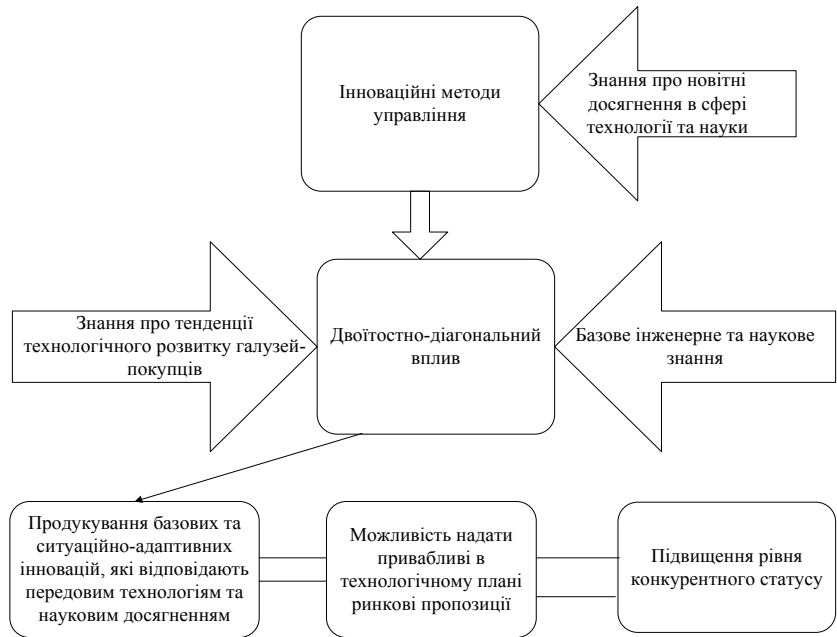 Інноваційні методи
управління
Знання про новітні
досягнення в сфері
технології та науки
Знання про тенденції
технологічного розвитку галузей-
покупців
Двоїтостно-діагональний
вплив
Базове інженерне та наукове
знання
Продукування базових та
ситуаційно-адаптивних
інновацій, які відповідають
передовим технологіям та
науковим досягненням
Можливість надати
привабливі в
технологічному плані
ринкові пропозиції
Підвищення рівня
конкурентного статусу